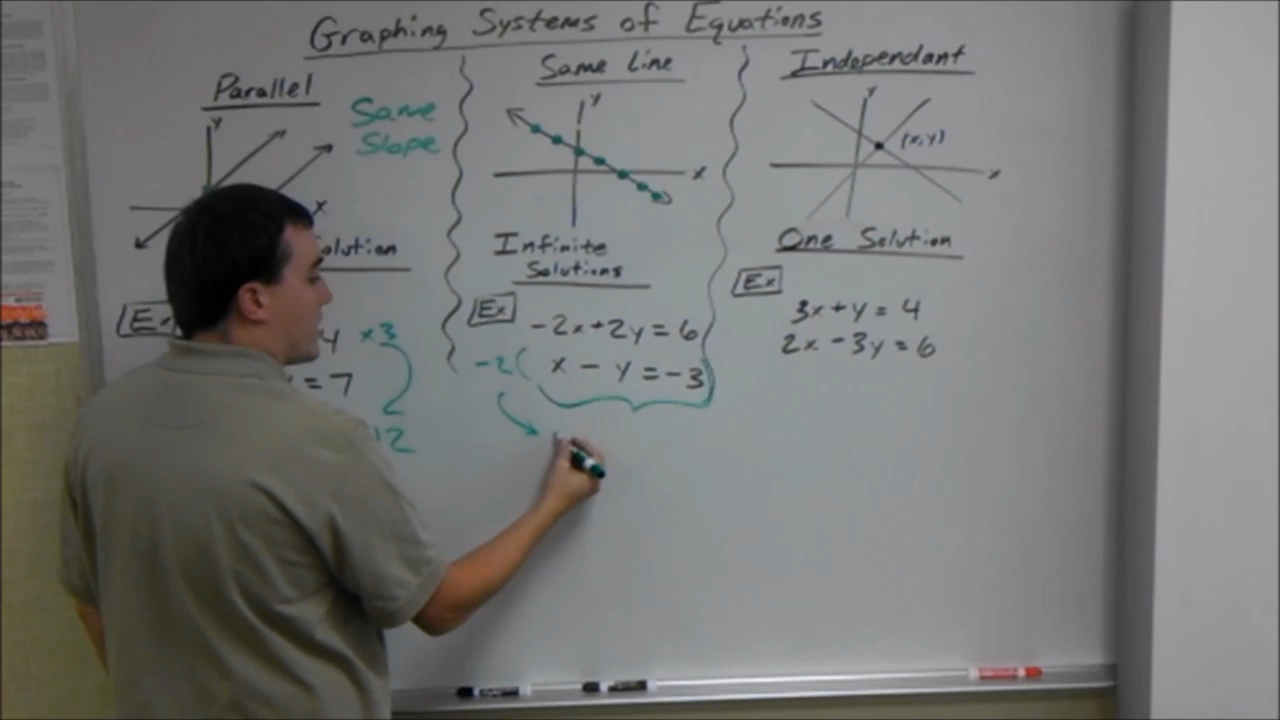 Graphing Systems of Equations
Parallel
Same
Slope
y
x
olution
Ex
4 x3
= 7
12
Same Line
y
x
Infinite
Solutions
Ex
-2x+2y=6
-2( x - y = -3)
Independant
y
(x,y)
x
One Solution
Ex
3x+y=4
2x-3y=6